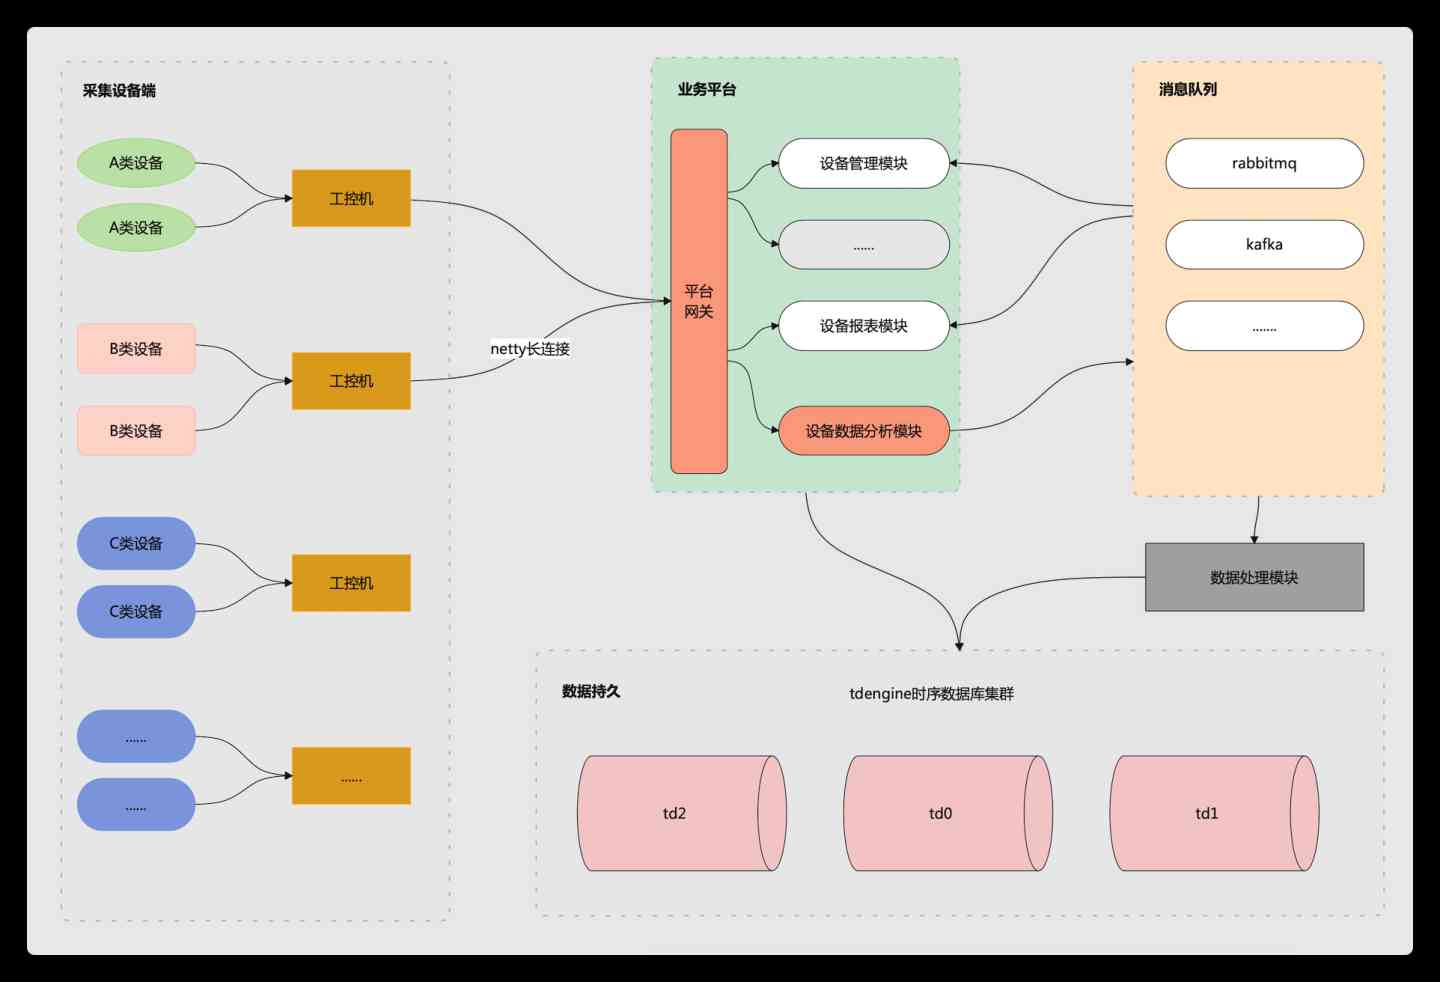 采集设备端
A类设备
A类设备
工控机
B类设备
B类设备
工控机
C类设备
C类设备
工控机
......
......
......
netty长连接
业务平台
平台
网关
设备管理模块
......
设备报表模块
设备数据分析模块
消息队列
rabbitmq
kafka
.......
数据处理模块
数据持久
tdengine时序数据库集群
td2
td0
td1